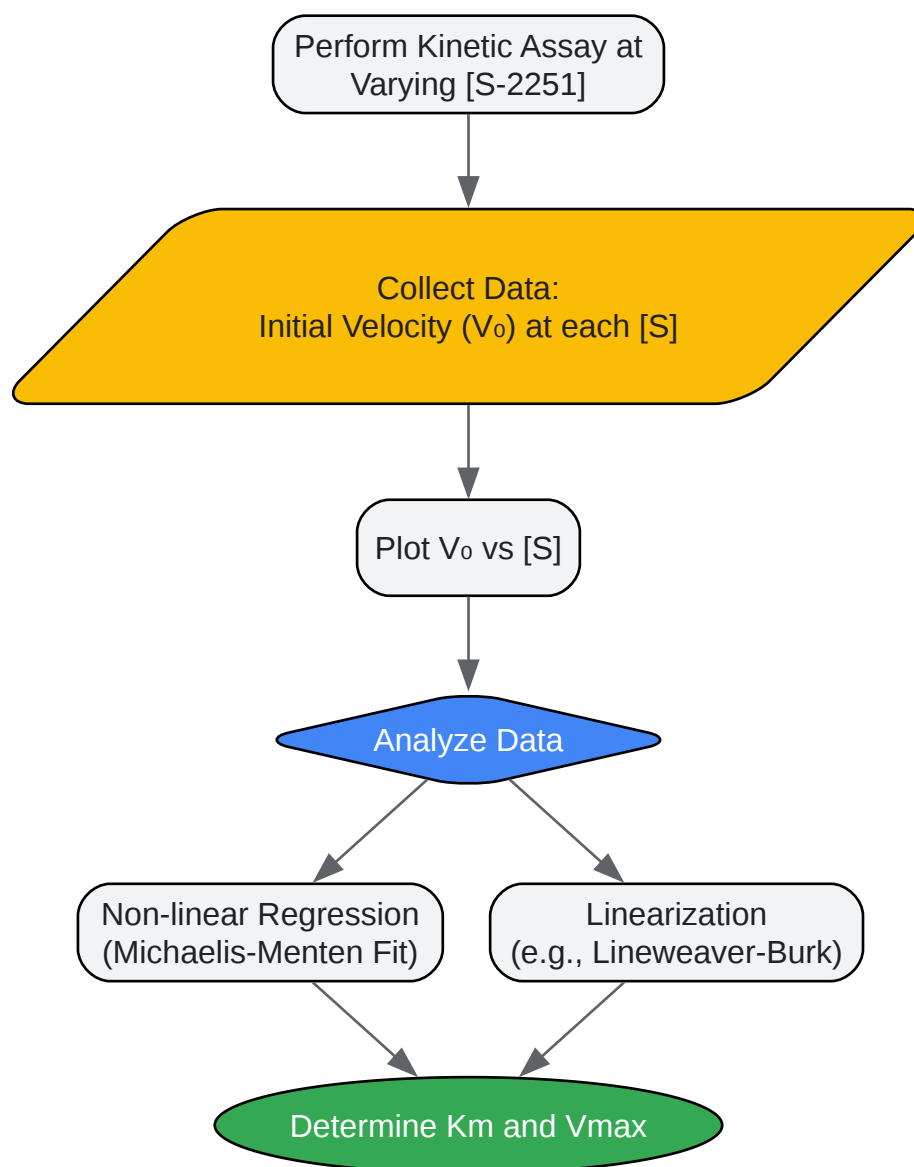 Perform Kinetic Assay at
Varying [S-2251]
Collect Data:
Initial Velocity (V₀) at each [S]
Plot V₀ vs [S]
Analyze Data
Non-linear Regression
(Michaelis-Menten Fit)
Linearization
(e.g., Lineweaver-Burk)
Determine Km and Vmax